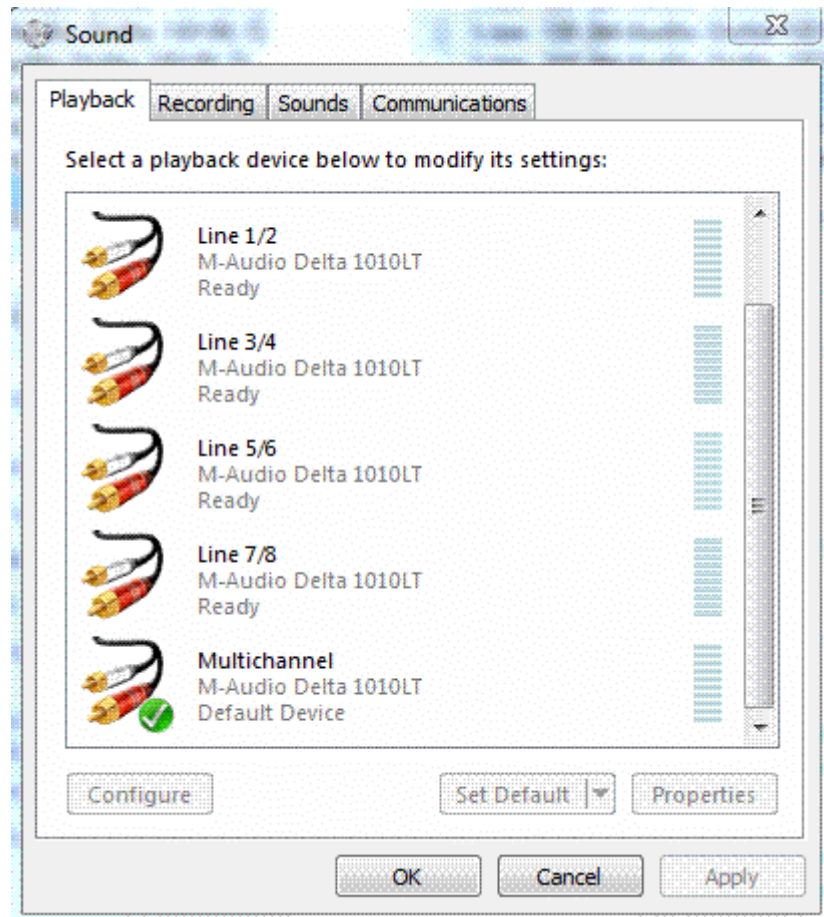 Sound
Playback Recording Sounds Communications
Select a playback device below to modify its settings:
Line 1/2
M-Audio Delta 1010LT
Ready
Line 3/4
M-Audio Delta 1010LT
Ready
Line 5/6
M-Audio Delta 1010LT
Ready
Line 7/8
M-Audio Delta 1010LT
Ready
Multichannel
M-Audio Delta 1010LT
Default Device
Configure Set Default Properties
OK Cancel Apply